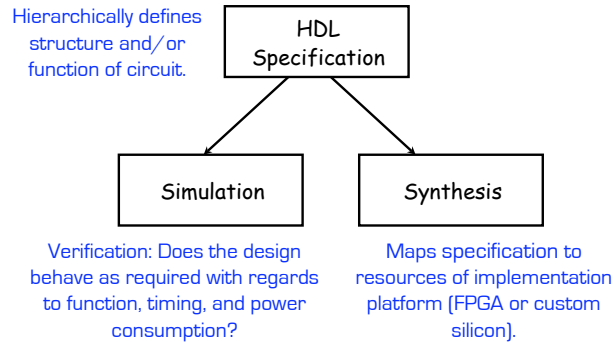 Hierarchically defines
structure and/or
function of circuit.
HDL
Specification
Simulation
Synthesis
Verification: Does the design
behave as required with regards
to function, timing, and power
consumption?
Maps specification to
resources of implementation
platform (FPGA or custom
silicon).